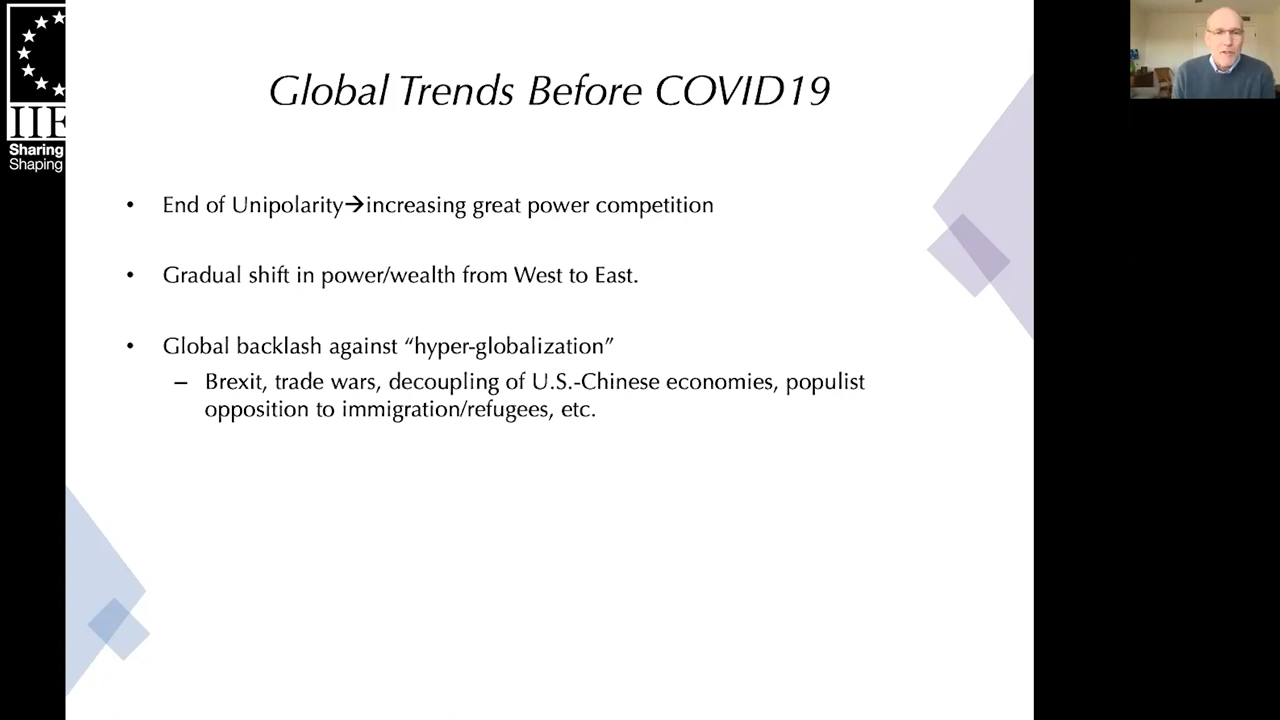 IIE
Sharing
Shaping
Global Trends Before COVID19
• End of Unipolarity→increasing great power competition
• Gradual shift in power/wealth from West to East.
• Global backlash against “hyper-globalization”
– Brexit, trade wars, decoupling of U.S.-Chinese economies, populist
opposition to immigration/refugees, etc.